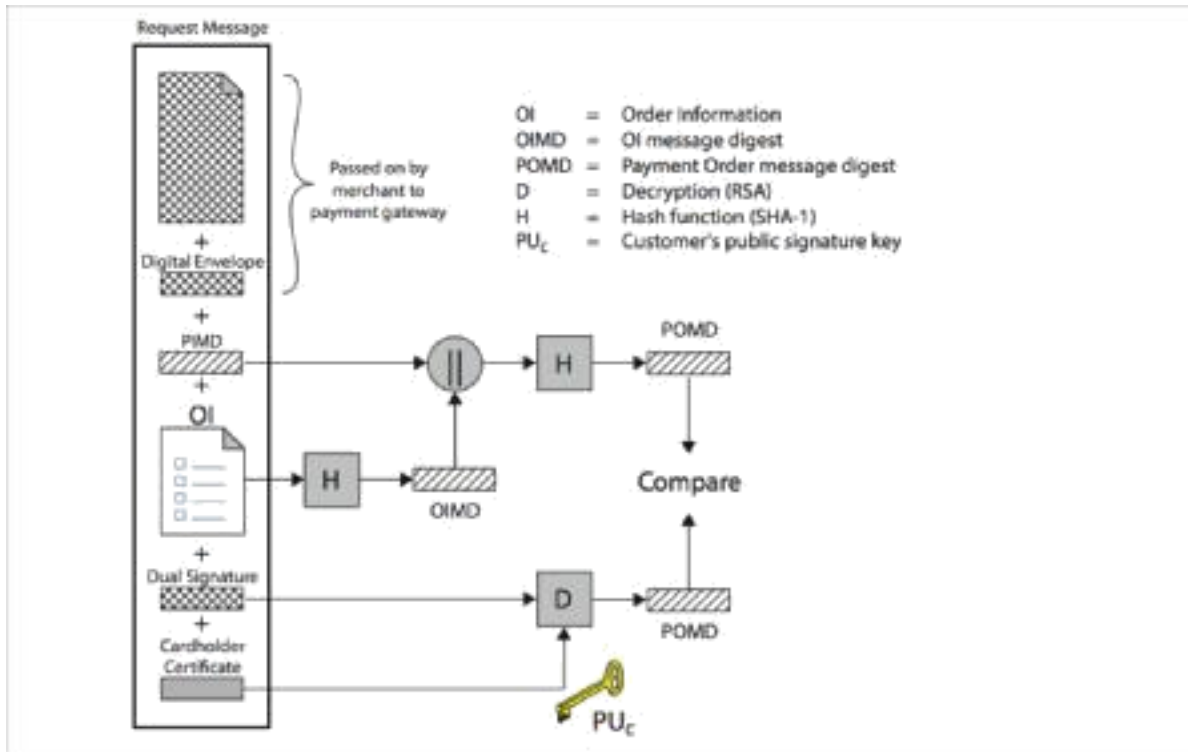 Request Message
Passed on by
merchant to
payment gateway
OI = Order Information
OIMD = OI message digest
POMD = Payment Order message digest
D = Decryption (RSA)
H = Hash function (SHA-1)
PUc = Customer's public signature key
+
Digital Envelope
+
PIMD
+
OI
||
H
POMD
H
OIMD
Compare
+
Dual Signature
D
POMD
+
Cardholder
Certificate
PUc